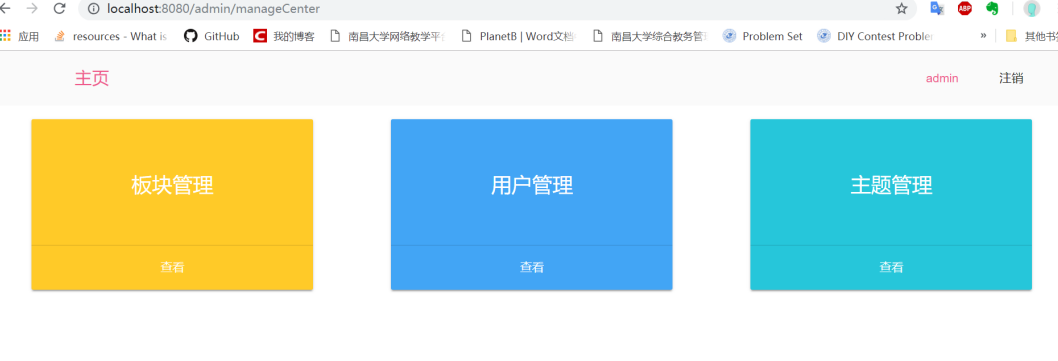 localhost:8080/admin/manageCenter
应用 resources - What is GitHub 我的博客 南昌大学网络教学平台 PlanetB | Word文档 南昌大学综合教务管 Problem Set DIY Contest Problem » 其他书签
主页 admin 注销
板块管理 用户管理 主题管理
查看 查看 查看